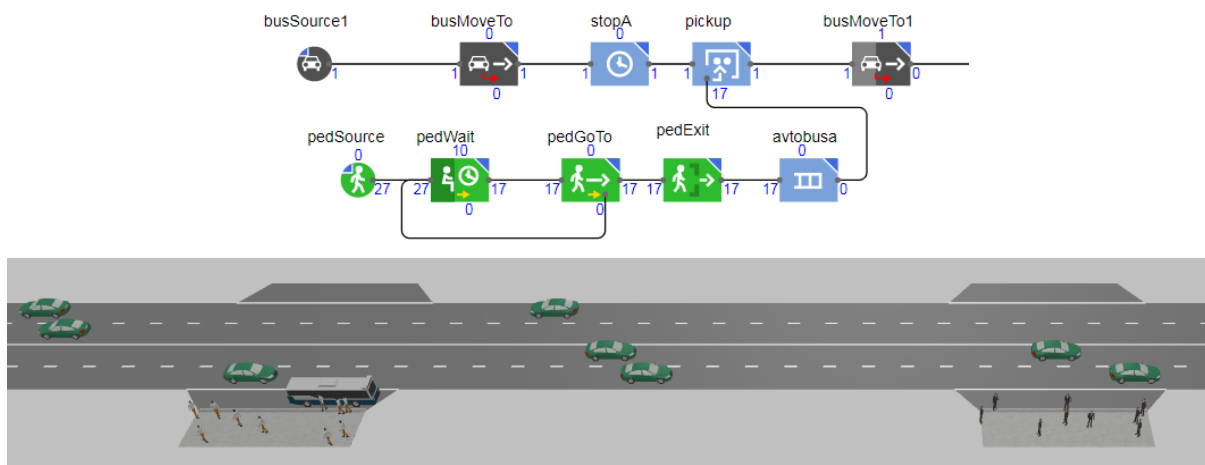 busSource1 busMoveTo stopA pickup busMoveTo1
0 0 1
1 1 1 1 1 1 1 1 0
0 17 0
pedSource pedWait pedGoTo pedExit avtobusa
0 10 0 0
27 27 17 17 17 17 17 17 0
0 0